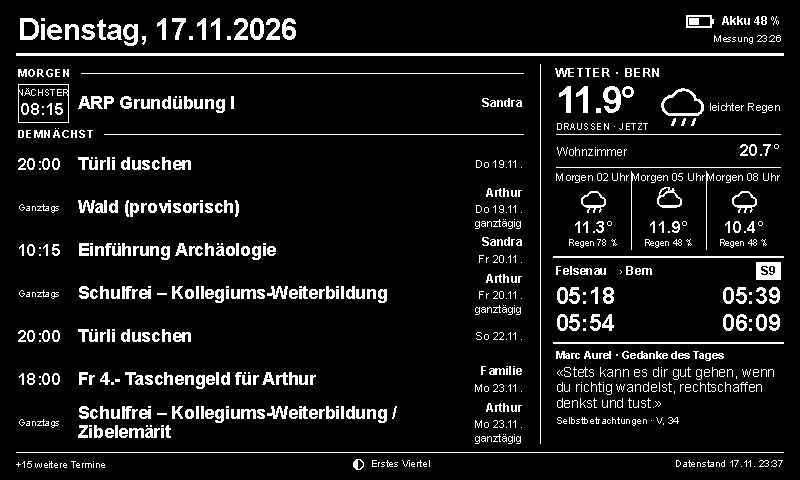 Dienstag, 17.11.2026
Akku 48 %
Messung 23:26
MORGEN
NÄCHSTER
08:15 ARP Grundübung I Sandra
DEMNÄCHST
20:00 Türli duschen Do 19.11.
Arthur
Ganztags Wald (provisorisch) Do 19.11.
ganztägig
Sandra
10:15 Einführung Archäologie Fr 20.11.
Arthur
Ganztags Schulfrei – Kollegiums-Weiterbildung Fr 20.11.
ganztägig
20:00 Türli duschen So 22.11.
Familie
18:00 Fr 4.- Taschengeld für Arthur Mo 23.11.
Arthur
Ganztags Schulfrei – Kollegiums-Weiterbildung / Mo 23.11.
Zibelemärit ganztägig
WETTER · BERN
11.9° leichter Regen
DRAUSSEN · JETZT
Wohnzimmer 20.7°
Morgen 02 Uhr Morgen 05 Uhr Morgen 08 Uhr
11.3° 11.9° 10.4°
Regen 78 % Regen 48 % Regen 48 %
Felsenau › Bern S9
05:18 05:39
05:54 06:09
Marc Aurel · Gedanke des Tages
«Stets kann es dir gut gehen, wenn
du richtig wandelst, rechtschaffen
denkst und tust.»
Selbstbetrachtungen · V, 34
+15 weitere Termine Erstes Viertel Datenstand 17.11. 23:37